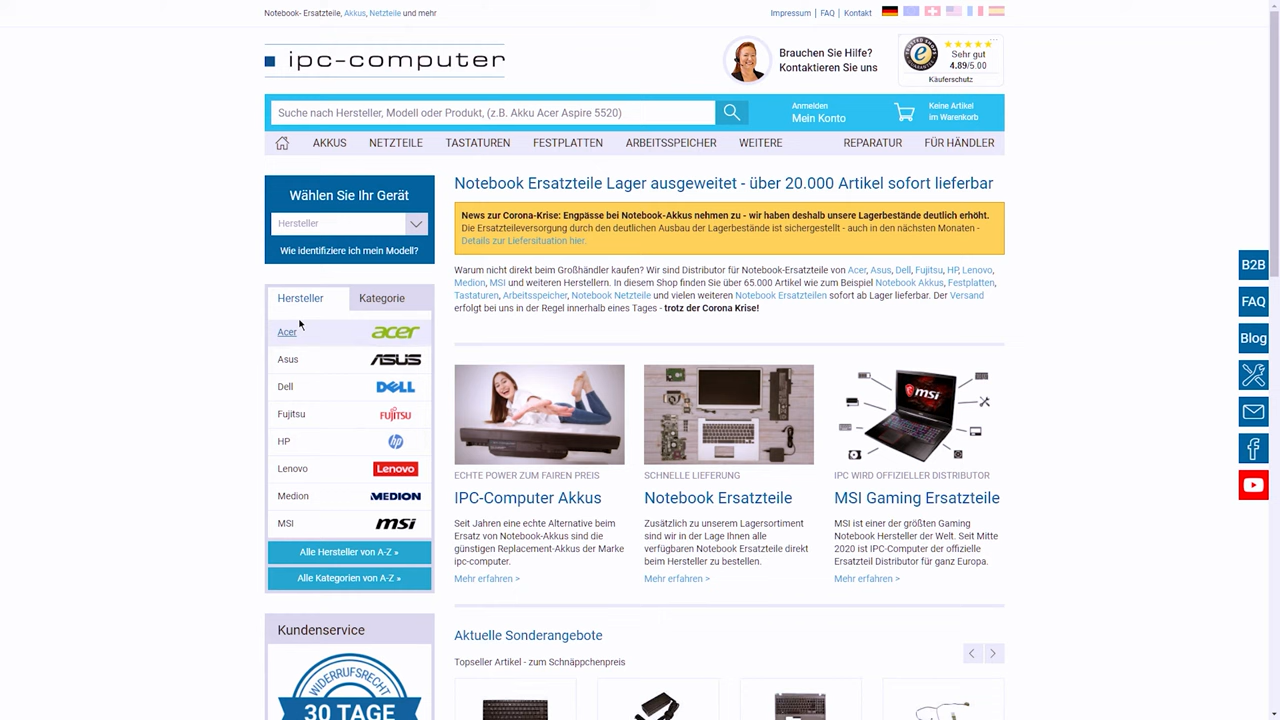 Notebook- Ersatzteile, Akku, Netzteile und mehr
Impressum | FAQ | Kontakt
ipc-computer
Brauchen Sie Hilfe?
Kontaktieren Sie uns
Sehr gut
4.89/5.00
Käuferschutz
Suche nach Hersteller, Modell oder Produkt, (z.B. Akku Acer Aspire 5520)
Anmelden
Mein Konto
Keine Artikel
im Warenkorb
AKKUS NETZTEILE TASTATUREN FESTPLATTEN ARBEITSSPEICHER WEITERE REPARATUR FÜR HÄNDLER
Wählen Sie Ihr Gerät
Hersteller
Wie identifiziere ich mein Modell?
Hersteller Kategorie
Acer acer
Asus ASUS
Dell DELL
Fujitsu FUJITSU
HP hp
Lenovo Lenovo
Medion MEDION
MSI msi
Alle Hersteller von A-Z »
Alle Kategorien von A-Z »
Kundenservice
WIDERRUFSRECHT
30 TAGE
Notebook Ersatzteile Lager ausgeweitet - über 20.000 Artikel sofort lieferbar
News zur Corona-Krise: Engpässe bei Notebook-Akkus nehmen zu - wir haben deshalb unsere Lagerbestände deutlich erhöht.
Die Ersatzteileversorgung durch den deutlichen Ausbau der Lagerbestände ist sichergestellt - auch in den nächsten Monaten -
Details zur Liefersituation hier.
Warum nicht direkt beim Großhändler kaufen? Wir sind Distributor für Notebook-Ersatzteile von Acer, Asus, Dell, Fujitsu, HP, Lenovo,
Medion, MSI und weiteren Herstellern. In diesem Shop finden Sie über 65.000 Artikel wie zum Beispiel Notebook Akkus, Festplatten,
Tastaturen, Arbeitsspeicher, Notebook Netzteile und vielen weiteren Notebook Ersatzteilen sofort ab Lager lieferbar. Der Versand
erfolgt bei uns in der Regel innerhalb eines Tages - trotz der Corona Krise!
ECHTE POWER ZUM FAIREN PREIS
IPC-Computer Akkus
Seit Jahren eine echte Alternative beim
Ersatz von Notebook-Akkus sind die
günstigen Replacement-Akkus der Marke
ipc-computer.
Mehr erfahren >
SCHNELLE LIEFERUNG
Notebook Ersatzteile
Zusätzlich zu unserem Lagersortiment
sind wir in der Lage Ihnen alle
verfügbaren Notebook Ersatzteile direkt
beim Hersteller zu bestellen.
Mehr erfahren >
msi
IPC WIRD OFFIZIELLER DISTRIBUTOR
MSI Gaming Ersatzteile
MSI ist einer der größten Gaming
Notebook Hersteller der Welt. Seit Mitte
2020 ist IPC-Computer der offizielle
Ersatzteil Distributor für ganz Europa.
Mehr erfahren >
Aktuelle Sonderangebote
Topseller Artikel - zum Schnäppchenpreis
B2B
FAQ
Blog